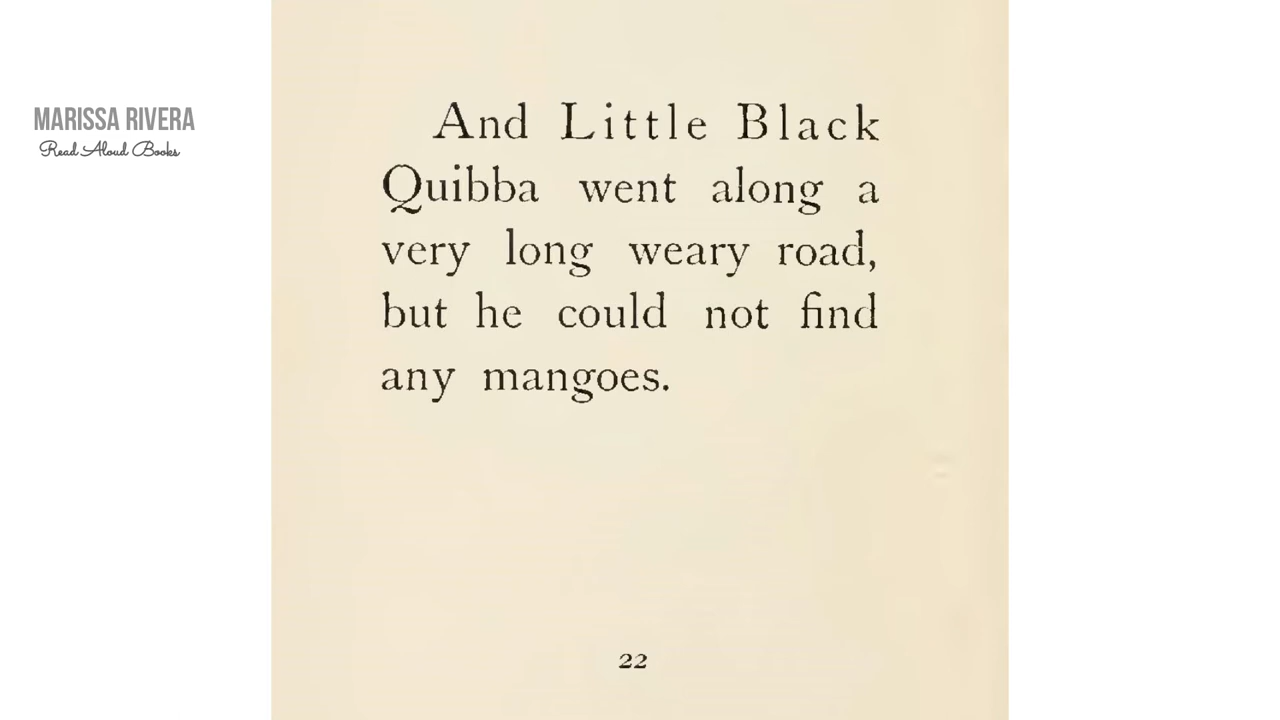 MARISSA RIVERA
Read Aloud Books
And Little Black
Quibba went along a
very long weary road,
but he could not find
any mangoes.
22